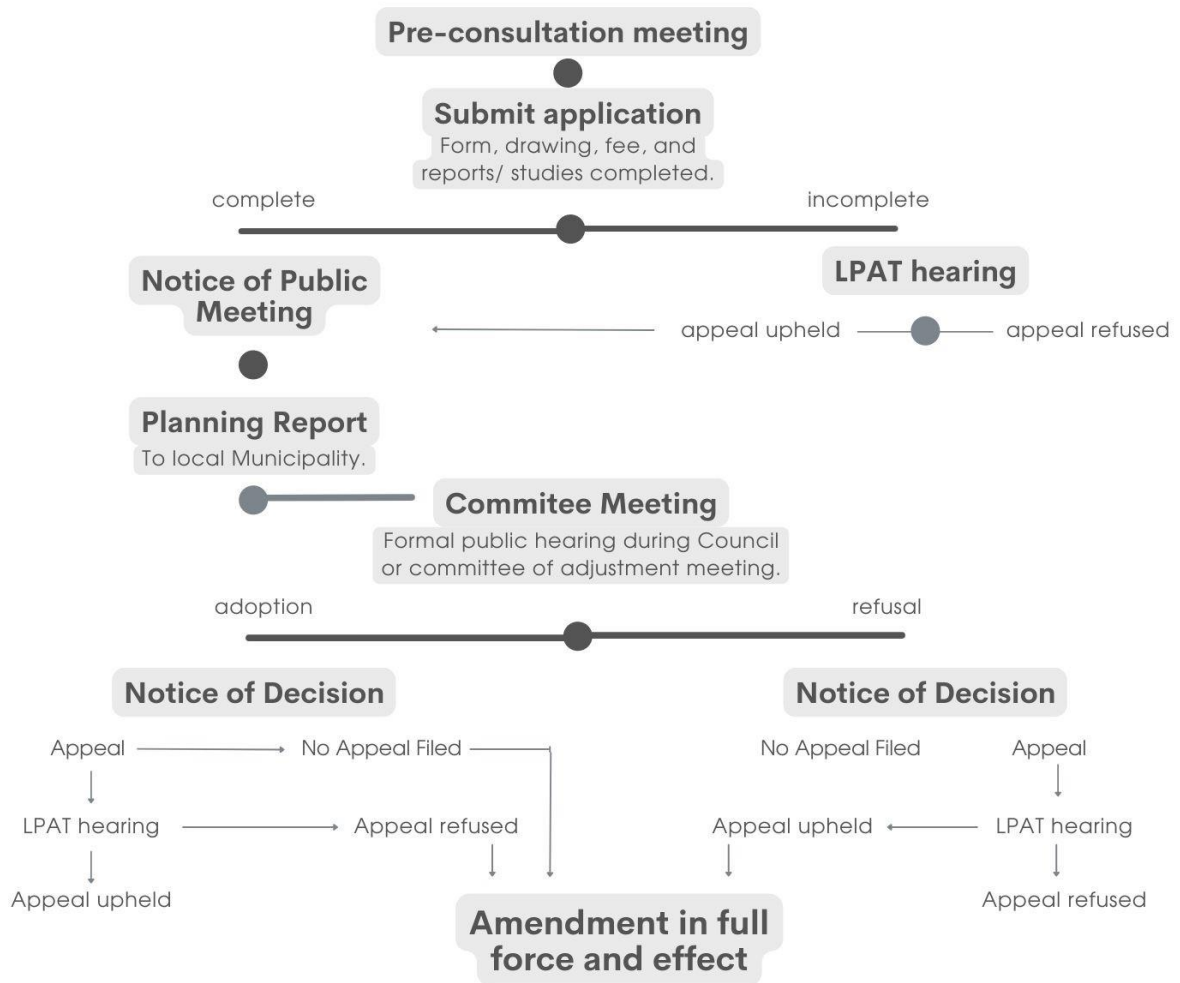 Pre-consultation meeting
Submit application
Form, drawing, fee, and
reports/ studies completed.
complete
incomplete
Notice of Public
Meeting
LPAT hearing
appeal upheld
appeal refused
Planning Report
To local Municipality.
Commitee Meeting
Formal public hearing during Council
or committee of adjustment meeting.
adoption
refusal
Notice of Decision
Notice of Decision
Appeal
No Appeal Filed
No Appeal Filed
Appeal
LPAT hearing
Appeal refused
Appeal upheld
LPAT hearing
Appeal upheld
Appeal refused
Amendment in full
force and effect